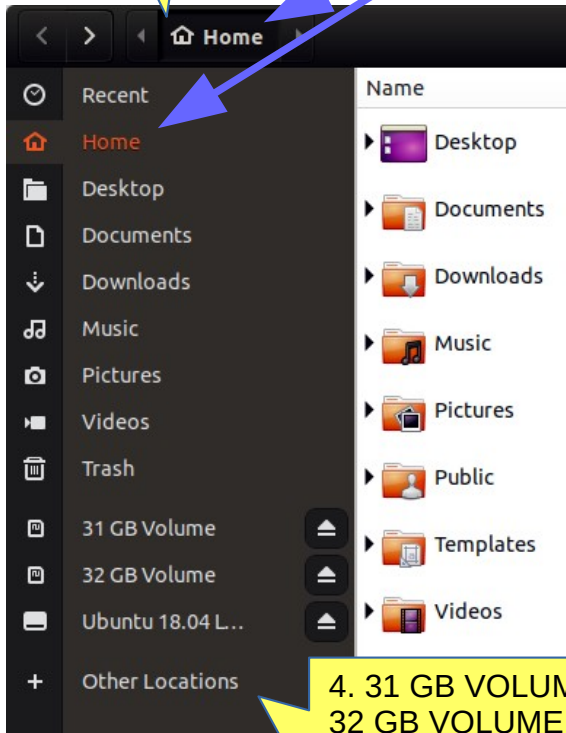 Home
Recent
Home
Desktop
Documents
Downloads
Music
Pictures
Videos
Trash
31 GB Volume
32 GB Volume
Ubuntu 18.04 L...
Other Locations
Name
Desktop
Documents
Downloads
Music
Pictures
Public
Templates
Videos
4. 31 GB VOLUM
32 GB VOLUME